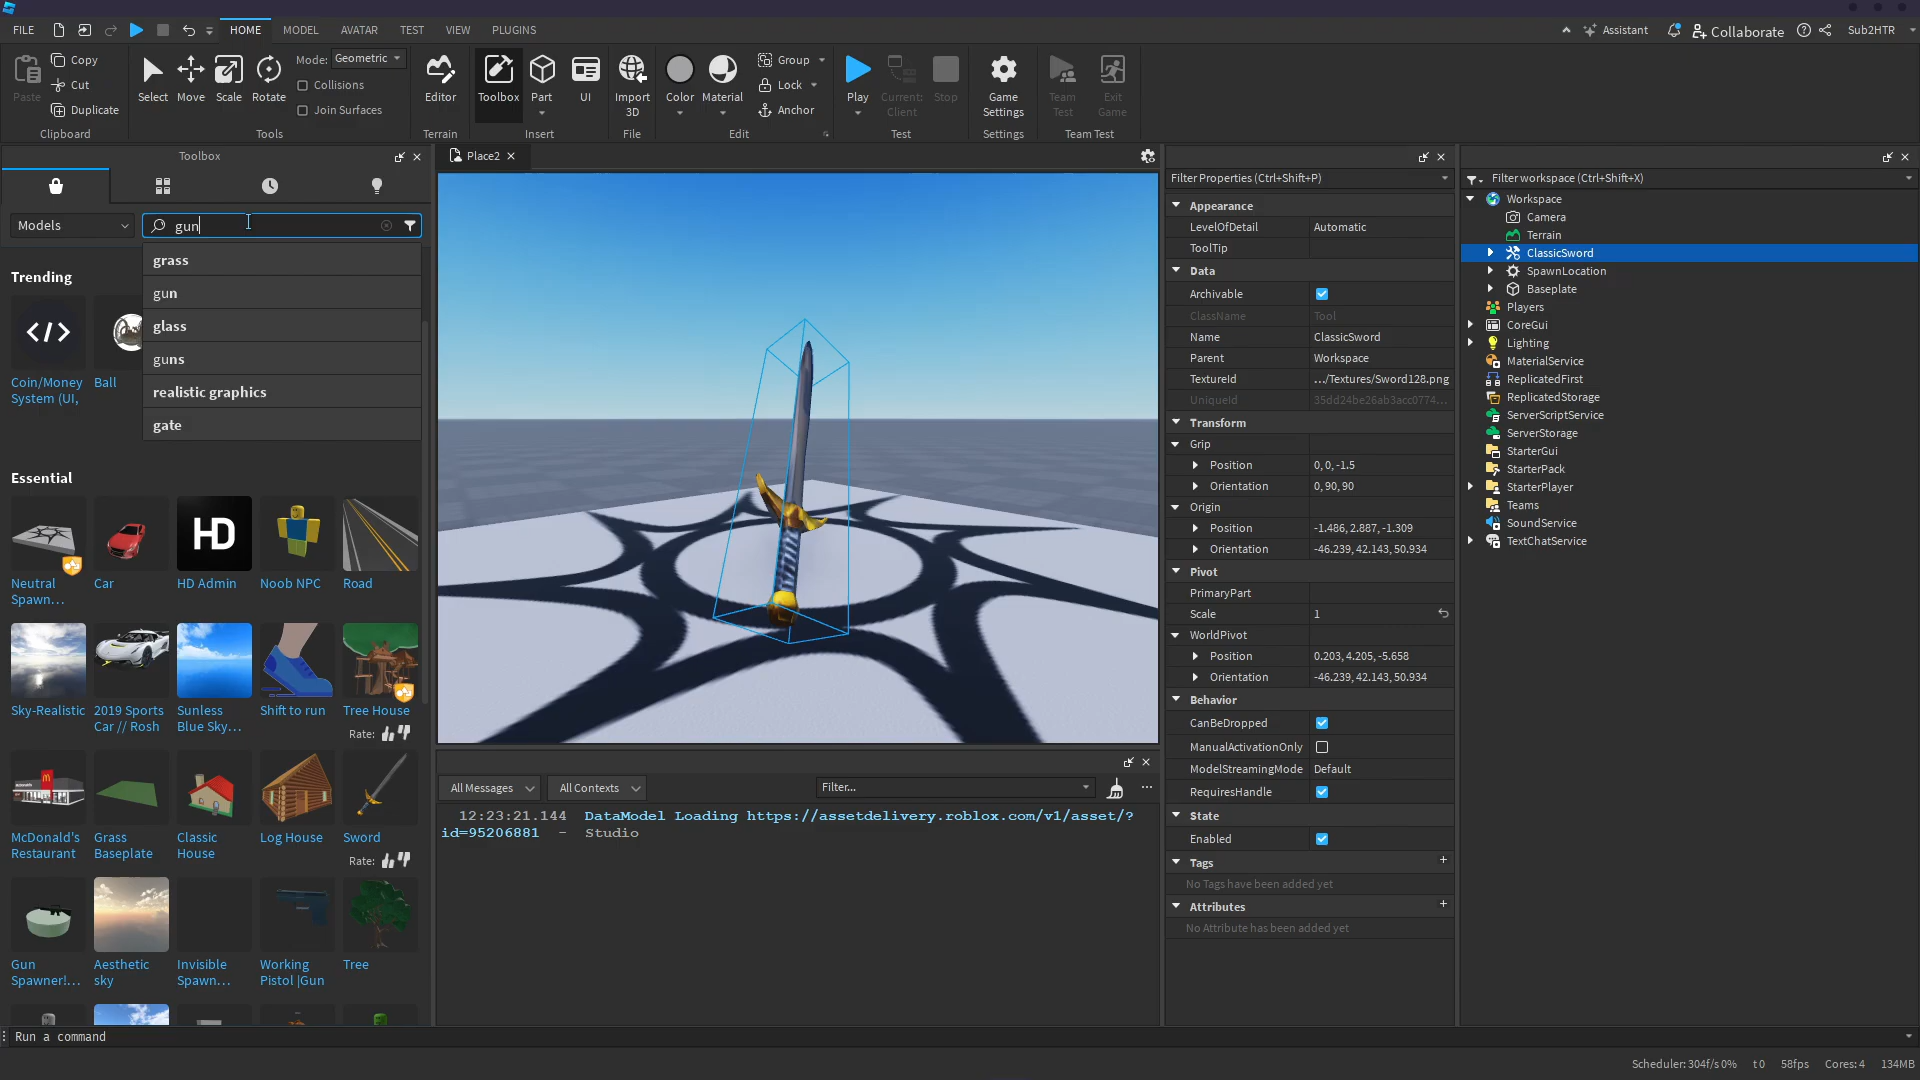 FILE
HOME
MODEL
AVATAR
TEST
VIEW
PLUGINS
Assistant
Collaborate
Sub2HTR
Paste
Copy
Cut
Duplicate
Clipboard
Select
Move
Scale
Rotate
Mode: Geometric
Collisions
Join Surfaces
Tools
Editor
Terrain
Toolbox
Part
UI
Insert
Import
3D
File
Color
Material
Group
Lock
Anchor
Edit
Play
Current:
Client
Stop
Test
Game
Settings
Settings
Team
Test
Exit
Game
Team Test
Toolbox
Models
gun
grass
gun
glass
guns
realistic graphics
gate
Trending
Coin/Money
System (UI,
Ball
Essential
Neutral
Spawn...
Car
HD
HD Admin
Noob NPC
Road
Sky-Realistic
2019 Sports
Car // Rosh
Sunless
Blue Sky...
Shift to run
Tree House
Rate:
McDonald's
Restaurant
Grass
Baseplate
Classic
House
Log House
Sword
Rate:
Gun
Spawner!...
Aesthetic
sky
Invisible
Spawn...
Working
Pistol |Gun
Tree
Place2
All Messages
All Contexts
Filter...
12:23:21.144 DataModel Loading https://assetdelivery.roblox.com/v1/asset/?
id=95206881 - Studio
Filter Properties (Ctrl+Shift+P)
Appearance
LevelOfDetail Automatic
ToolTip
Data
Archivable
ClassName Tool
Name ClassicSword
Parent Workspace
TextureId .../Textures/Sword128.png
UniqueId 35dd24be26ab3acc0774...
Transform
Grip
Position 0, 0, -1.5
Orientation 0, 90, 90
Origin
Position -1.486, 2.887, -1.309
Orientation -46.239, 42.143, 50.934
Pivot
PrimaryPart
Scale 1
WorldPivot
Position 0.203, 4.205, -5.658
Orientation -46.239, 42.143, 50.934
Behavior
CanBeDropped
ManualActivationOnly
ModelStreamingMode Default
RequiresHandle
State
Enabled
Tags
No Tags have been added yet
Attributes
No Attribute has been added yet
Filter workspace (Ctrl+Shift+X)
Workspace
Camera
Terrain
ClassicSword
SpawnLocation
Baseplate
Players
CoreGui
Lighting
MaterialService
ReplicatedFirst
ReplicatedStorage
ServerScriptService
ServerStorage
StarterGui
StarterPack
StarterPlayer
Teams
SoundService
TextChatService
Run a command
Scheduler: 304f/s 0% t 0 58fps Cores: 4 134MB